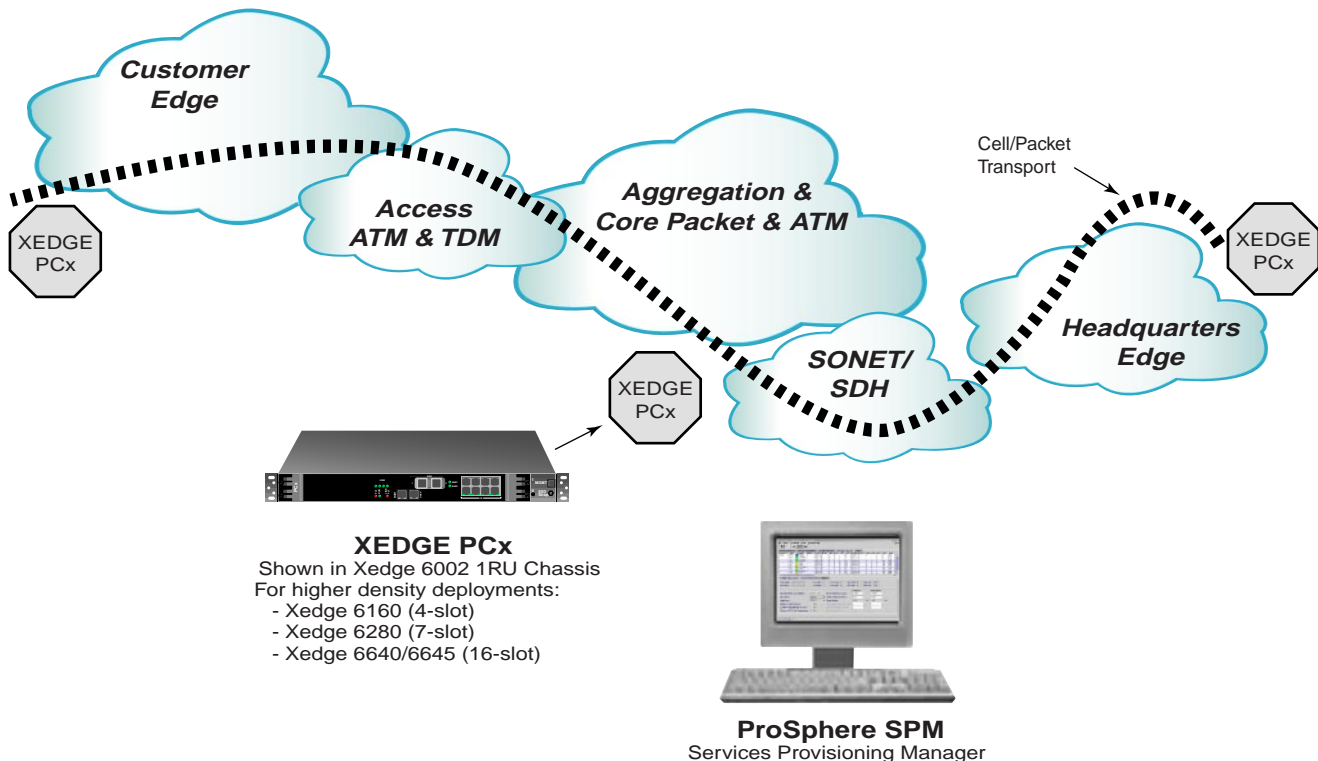 Customer
Edge
Cell/Packet
Transport
Aggregation &
Core Packet & ATM
Access
ATM & TDM
XEDGE
PCx
XEDGE
PCx
Headquarters
Edge
SONET/
SDH
XEDGE
PCx
XEDGE PCx
Shown in Xedge 6002 1RU Chassis
For higher density deployments:
- Xedge 6160 (4-slot)
- Xedge 6280 (7-slot)
- Xedge 6640/6645 (16-slot)
ProSphere SPM
Services Provisioning Manager